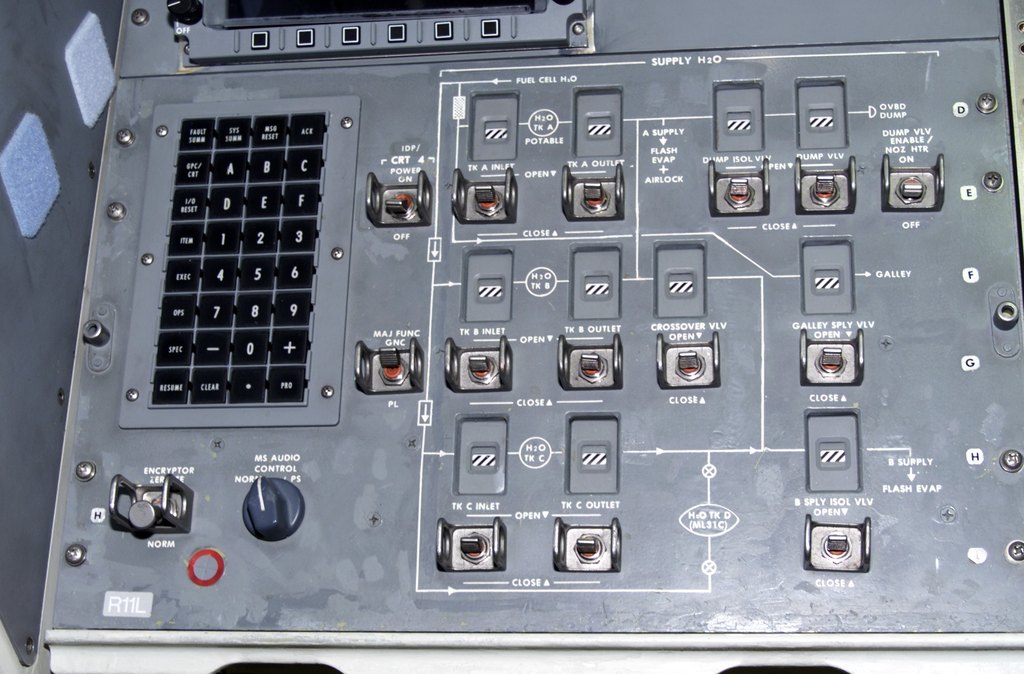 OFF
SUPPLY H2O
FUEL CELL H2O
FAULT SUMM
SYS SUMM
MSG RESET
ACK
GPC/ CRT
A
B
C
I/O RESET
D
E
F
ITEM
1
2
3
EXEC
4
5
6
OPS
7
8
9
SPEC
−
0
+
RESUME
CLEAR
•
PRO
IDP/
CRT 4
POWER
ON
OFF
MAJ FUNC
GNC
PL
H2O
TK A
POTABLE
A SUPPLY
FLASH
EVAP
+
AIRLOCK
OVBD
DUMP
D
TK A INLET
OPEN▼
TK A OUTLET
CLOSE▲
DUMP ISOL VLV
OPEN▼
DUMP VLV
CLOSE▲
DUMP VLV
ENABLE/
NOZ HTR
ON
OFF
E
H2O
TK B
GALLEY
F
TK B INLET
OPEN▼
TK B OUTLET
CLOSE▲
CROSSOVER VLV
OPEN▼
CLOSE▲
GALLEY SPLY VLV
OPEN▼
CLOSE▲
G
H2O
TK C
B SUPPLY
FLASH EVAP
H
TK C INLET
OPEN▼
TK C OUTLET
CLOSE▲
H2O TK D
(ML31C)
B SPLY ISOL VLV
OPEN▼
CLOSE▲
ENCRYPTOR
NORM
H
MS AUDIO
CONTROL
R11L